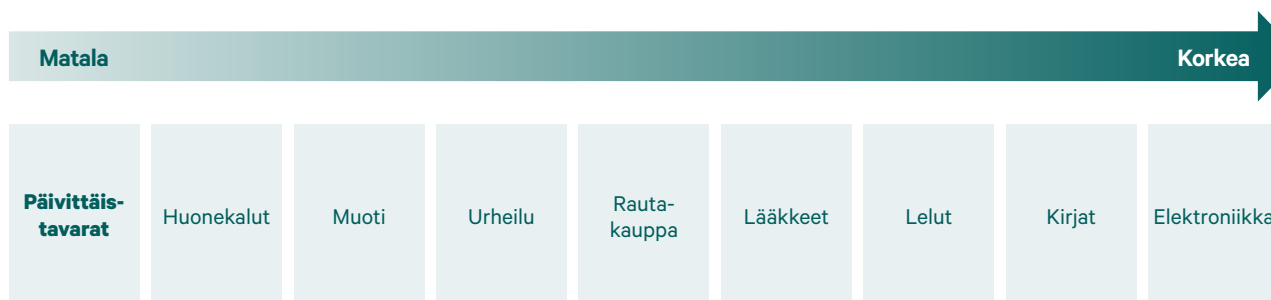 Matala
Korkea
Päivittäis-
tavarat
Huonekalut
Muoti
Urheilu
Rauta-
kauppa
Lääkkeet
Lelut
Kirjat
Elektroniikka